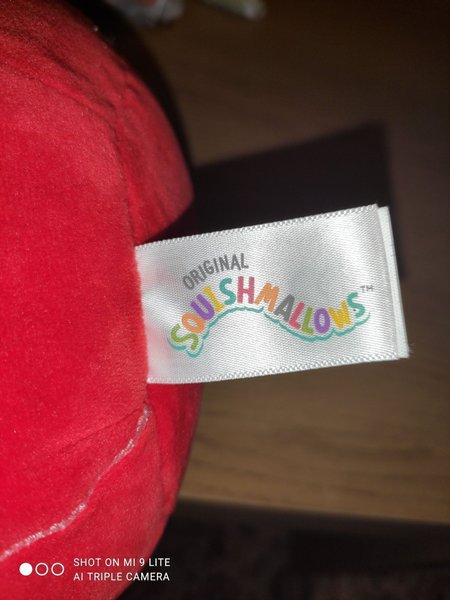 ORIGINAL
SQUISHMALLOWS™
SHOT ON MI 9 LITE
AI TRIPLE CAMERA